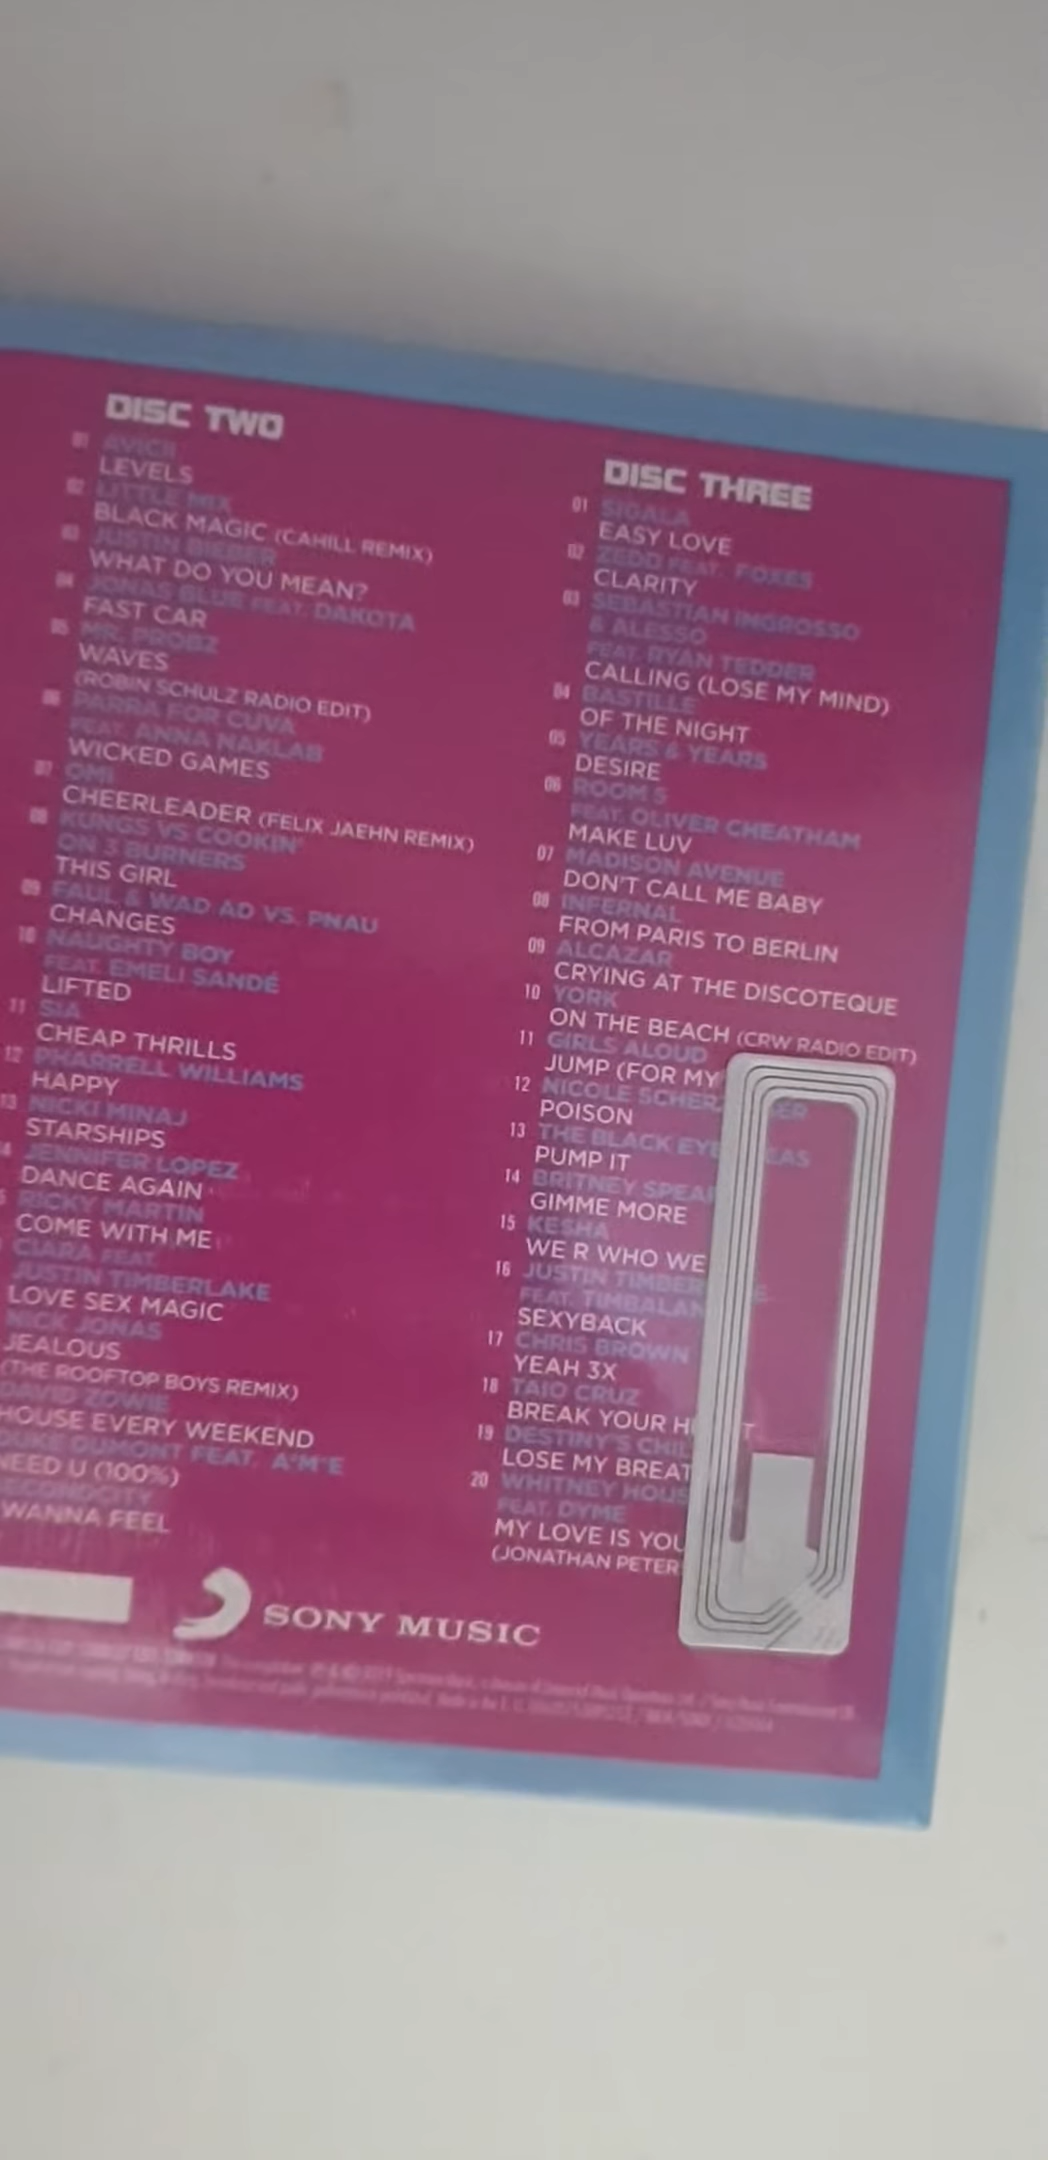 DISC TWO
01 AVICII
LEVELS
02 LITTLE MIX
BLACK MAGIC (CAHILL REMIX)
03 JUSTIN BIEBER
WHAT DO YOU MEAN?
04 JONAS BLUE FEAT. DAKOTA
FAST CAR
05 MR. PROBZ
WAVES
(ROBIN SCHULZ RADIO EDIT)
06 PARRA FOR CUVA
FEAT. ANNA NAKLAB
WICKED GAMES
07 OMI
CHEERLEADER (FELIX JAEHN REMIX)
08 KUNGS VS COOKIN'
ON 3 BURNERS
THIS GIRL
09 FAUL & WAD AD VS. PNAU
CHANGES
10 NAUGHTY BOY
FEAT. EMELI SANDÉ
LIFTED
11 SIA
CHEAP THRILLS
12 PHARRELL WILLIAMS
HAPPY
13 NICKI MINAJ
STARSHIPS
4 JENNIFER LOPEZ
DANCE AGAIN
5 RICKY MARTIN
COME WITH ME
CIARA FEAT.
JUSTIN TIMBERLAKE
LOVE SEX MAGIC
NICK JONAS
JEALOUS
(THE ROOFTOP BOYS REMIX)
DAVID ZOWIE
HOUSE EVERY WEEKEND
DUKE DUMONT FEAT. A*M*E
NEED U (100%)
ECONDCITY
WANNA FEEL
DISC THREE
01 SIGALA
EASY LOVE
02 ZEDD FEAT. FOXES
CLARITY
03 SEBASTIAN INGROSSO
& ALESSO
FEAT. RYAN TEDDER
CALLING (LOSE MY MIND)
04 BASTILLE
OF THE NIGHT
05 YEARS & YEARS
DESIRE
06 ROOM 5
FEAT. OLIVER CHEATHAM
MAKE LUV
07 MADISON AVENUE
DON'T CALL ME BABY
08 INFERNAL
FROM PARIS TO BERLIN
09 ALCAZAR
CRYING AT THE DISCOTEQUE
10 YORK
ON THE BEACH (CRW RADIO EDIT)
11 GIRLS ALOUD
JUMP (FOR MY
12 NICOLE SCHERZ ER
POISON
13 THE BLACK EYE EAS
PUMP IT
14 BRITNEY SPEAR
GIMME MORE
15 KESHA
WE R WHO WE
16 JUSTIN TIMBER E
FEAT. TIMBALAN
SEXYBACK
17 CHRIS BROWN
YEAH 3X
18 TAIO CRUZ
BREAK YOUR H T
19 DESTINY'S CHIL
LOSE MY BREAT
20 WHITNEY HOUS
FEAT. DYME
MY LOVE IS YOU
(JONATHAN PETER
SONY MUSIC